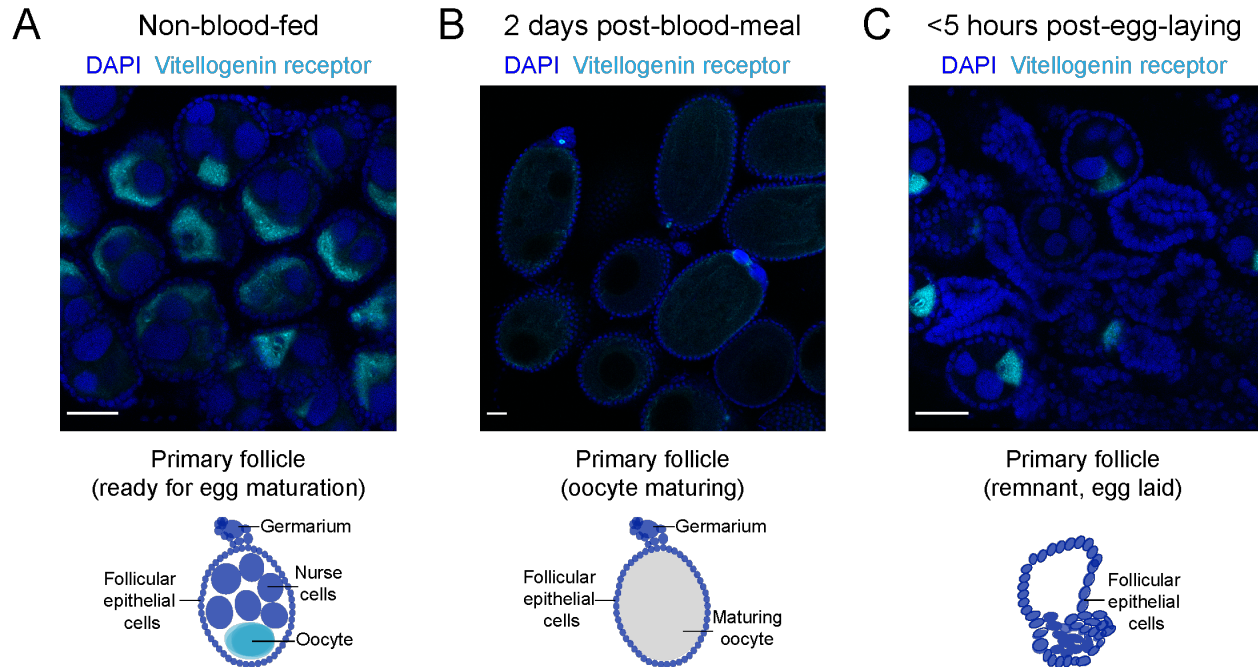 A
Non-blood-fed
DAPI Vitellogenin receptor
Primary follicle
(ready for egg maturation)
Germarium
Follicular
epithelial
cells
Nurse
cells
Oocyte
B
2 days post-blood-meal
DAPI Vitellogenin receptor
Primary follicle
(oocyte maturing)
Germarium
Follicular
epithelial
cells
Maturing
oocyte
C
<5 hours post-egg-laying
DAPI Vitellogenin receptor
Primary follicle
(remnant, egg laid)
Follicular
epithelial
cells